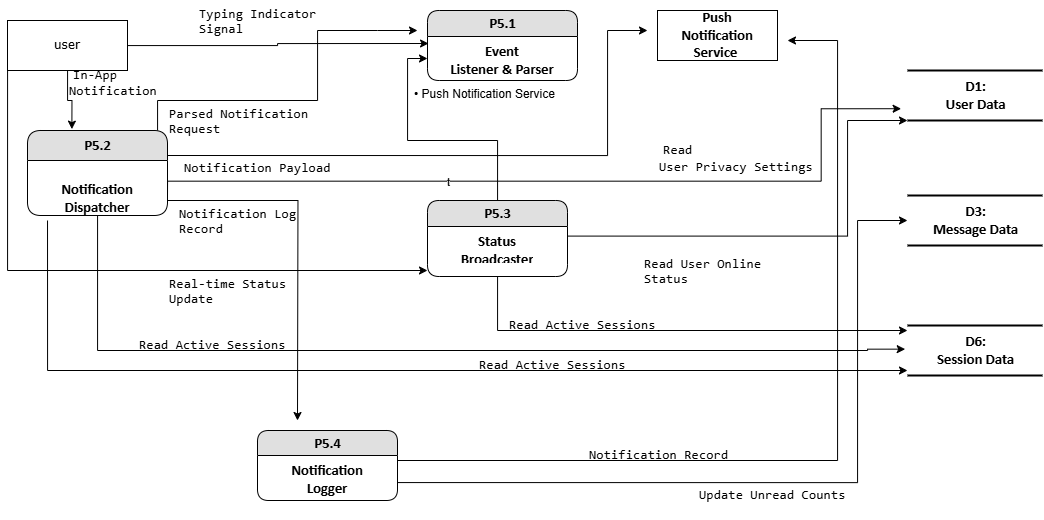 Typing Indicator
Signal
user
P5.1
Event
Listener & Parser
• Push Notification Service
Push
Notification
Service
In-App
Notification
D1:
User Data
Parsed Notification
Request
P5.2
Notification
Dispatcher
Notification Payload
Read
User Privacy Settings
t
Notification Log
Record
P5.3
Status
Broadcaster
D3:
Message Data
Read User Online
Status
Real-time Status
Update
Read Active Sessions
D6:
Session Data
Read Active Sessions
Read Active Sessions
P5.4
Notification
Logger
Notification Record
Update Unread Counts